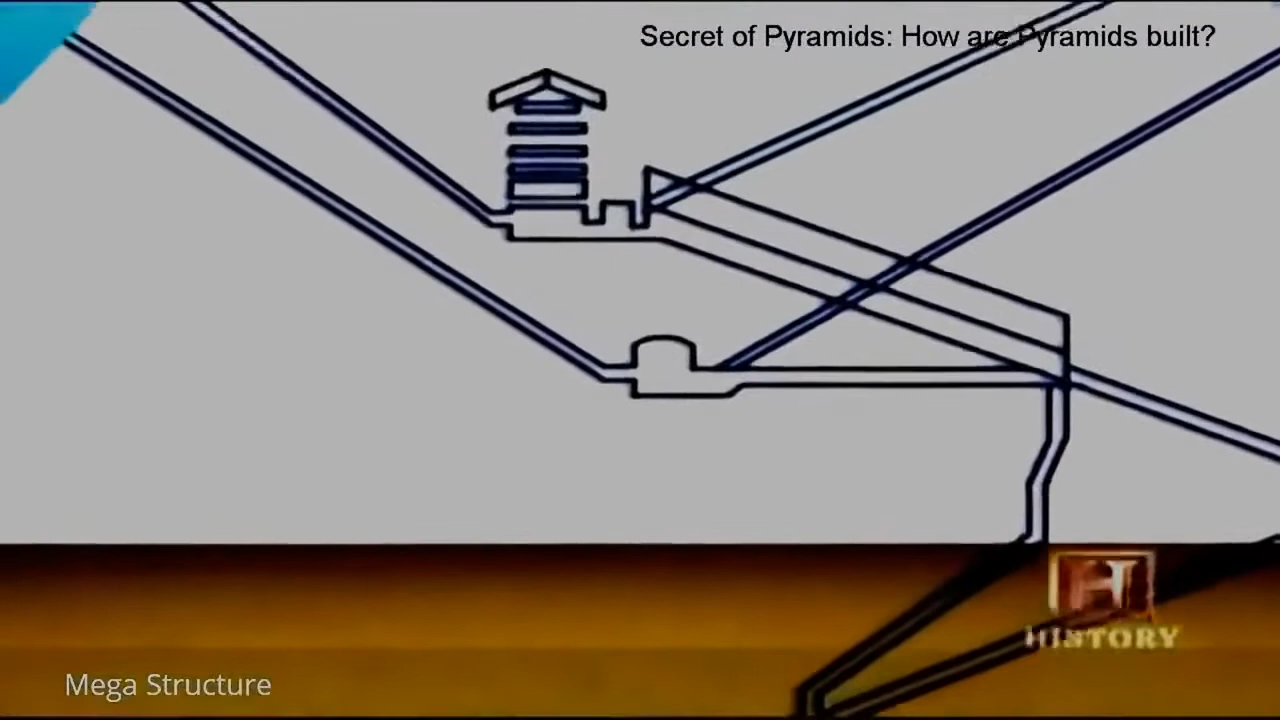 Secret of Pyramids: How are Pyramids built?
H
HISTORY
Mega Structure